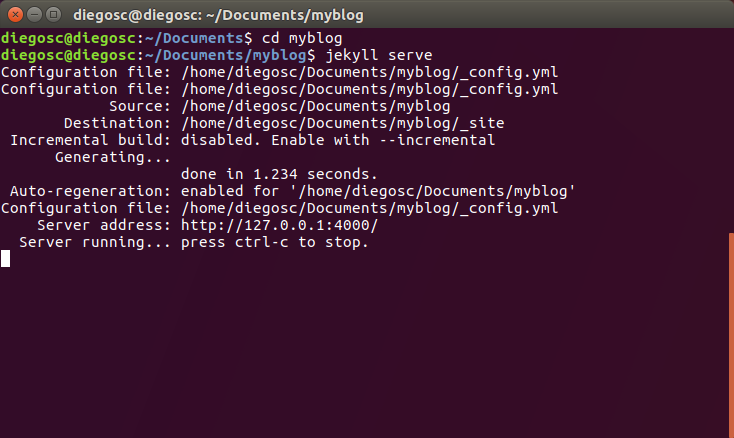 diegosc@diegosc: ~/Documents/myblog
diegosc@diegosc:~/Documents$ cd myblog
diegosc@diegosc:~/Documents/myblog$ jekyll serve
Configuration file: /home/diegosc/Documents/myblog/_config.yml
Configuration file: /home/diegosc/Documents/myblog/_config.yml
            Source: /home/diegosc/Documents/myblog
       Destination: /home/diegosc/Documents/myblog/_site
 Incremental build: disabled. Enable with --incremental
      Generating...
                    done in 1.234 seconds.
 Auto-regeneration: enabled for '/home/diegosc/Documents/myblog'
Configuration file: /home/diegosc/Documents/myblog/_config.yml
    Server address: http://127.0.0.1:4000/
  Server running... press ctrl-c to stop.